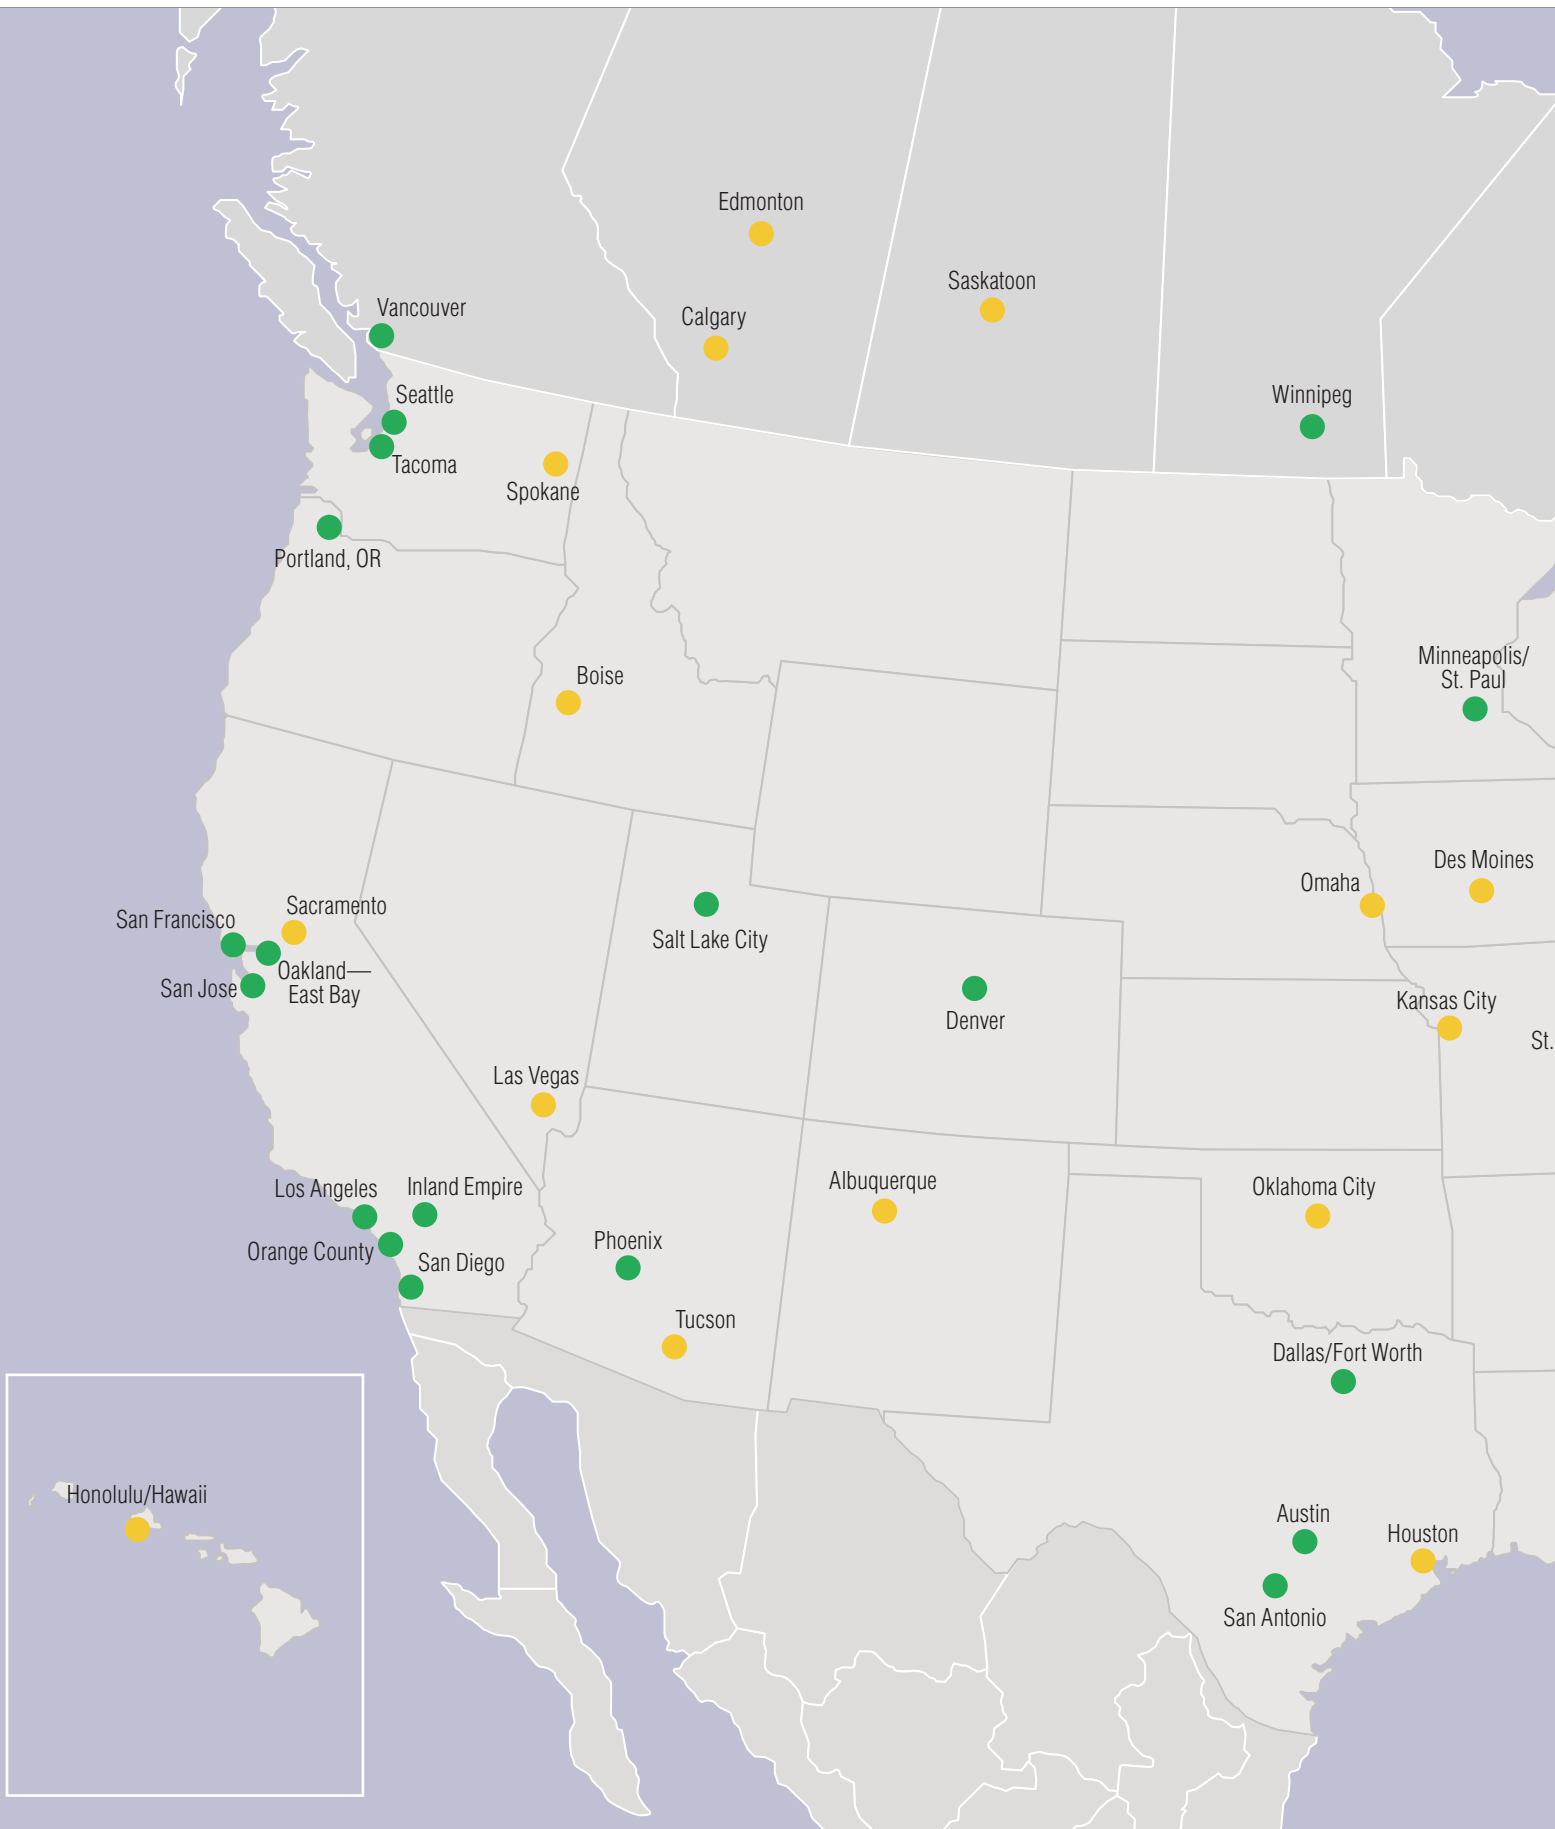 Edmonton
Saskatoon
Vancouver
Calgary
Seattle
Winnipeg
Tacoma
Spokane
Portland, OR
Minneapolis/
St. Paul
Boise
Des Moines
Omaha
Sacramento
San Francisco
Salt Lake City
Oakland—
East Bay
San Jose
Kansas City
Denver
St.
Las Vegas
Albuquerque
Los Angeles
Inland Empire
Oklahoma City
Phoenix
Orange County
San Diego
Tucson
Dallas/Fort Worth
Honolulu/Hawaii
Austin
Houston
San Antonio